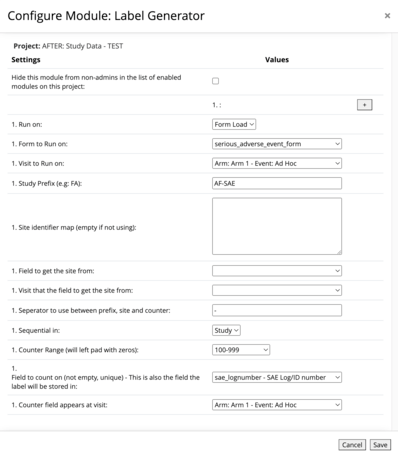 Configure Module: Label Generator ×
Project: AFTER: Study Data - TEST
Settings Values
Hide this module from non-admins in the list of enabled
modules on this project:
1. : +
1. Run on: Form Load
1. Form to Run on: serious_adverse_event_form
1. Visit to Run on: Arm: Arm 1 - Event: Ad Hoc
1. Study Prefix (e.g: FA): AF-SAE
1. Site identifier map (empty if not using):
1. Field to get the site from:
1. Visit that the field to get the site from:
1. Seperator to use between prefix, site and counter: -
1. Sequential in: Study
1. Counter Range (will left pad with zeros): 100-999
1.
Field to count on (not empty, unique) - This is also the field the
label will be stored in: sae_lognumber - SAE Log/ID number
1. Counter field appears at visit: Arm: Arm 1 - Event: Ad Hoc
Cancel Save